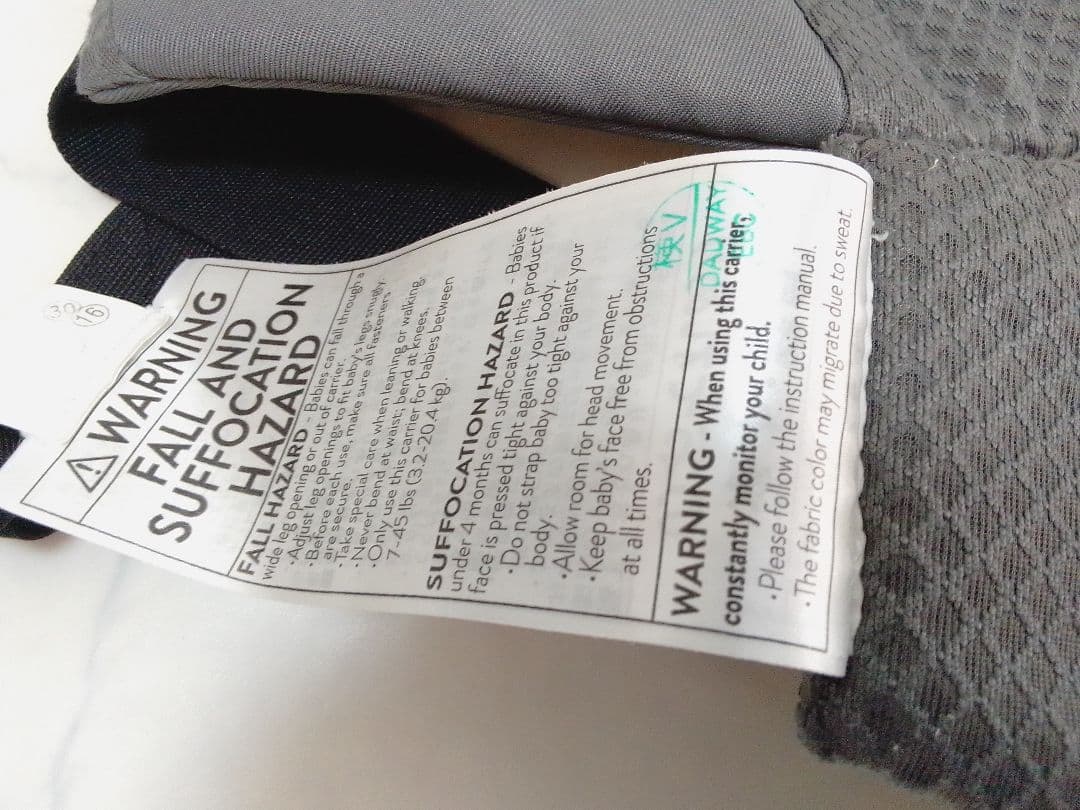 WARNING
FALL AND
SUFFOCATION
HAZARD
FALL HAZARD - Babies can fall through a
wide leg opening or out of carrier.
·Adjust leg openings to fit baby's legs snugly.
·Before each use, make sure all fasteners
are secure.
·Take special care when leaning or walking.
·Never bend at waist; bend at knees.
·Only use this carrier for babies between
7-45 lbs (3.2-20.4 kg).
SUFFOCATION HAZARD - Babies
under 4 months can suffocate in this product if
face is pressed tight against your body.
·Do not strap baby too tight against your
body.
·Allow room for head movement.
·Keep baby's face free from obstructions
at all times.
検V
DADWAY
WARNING - When using this carrier,
constantly monitor your child.
·Please follow the instruction manual.
·The fabric color may migrate due to sweat.